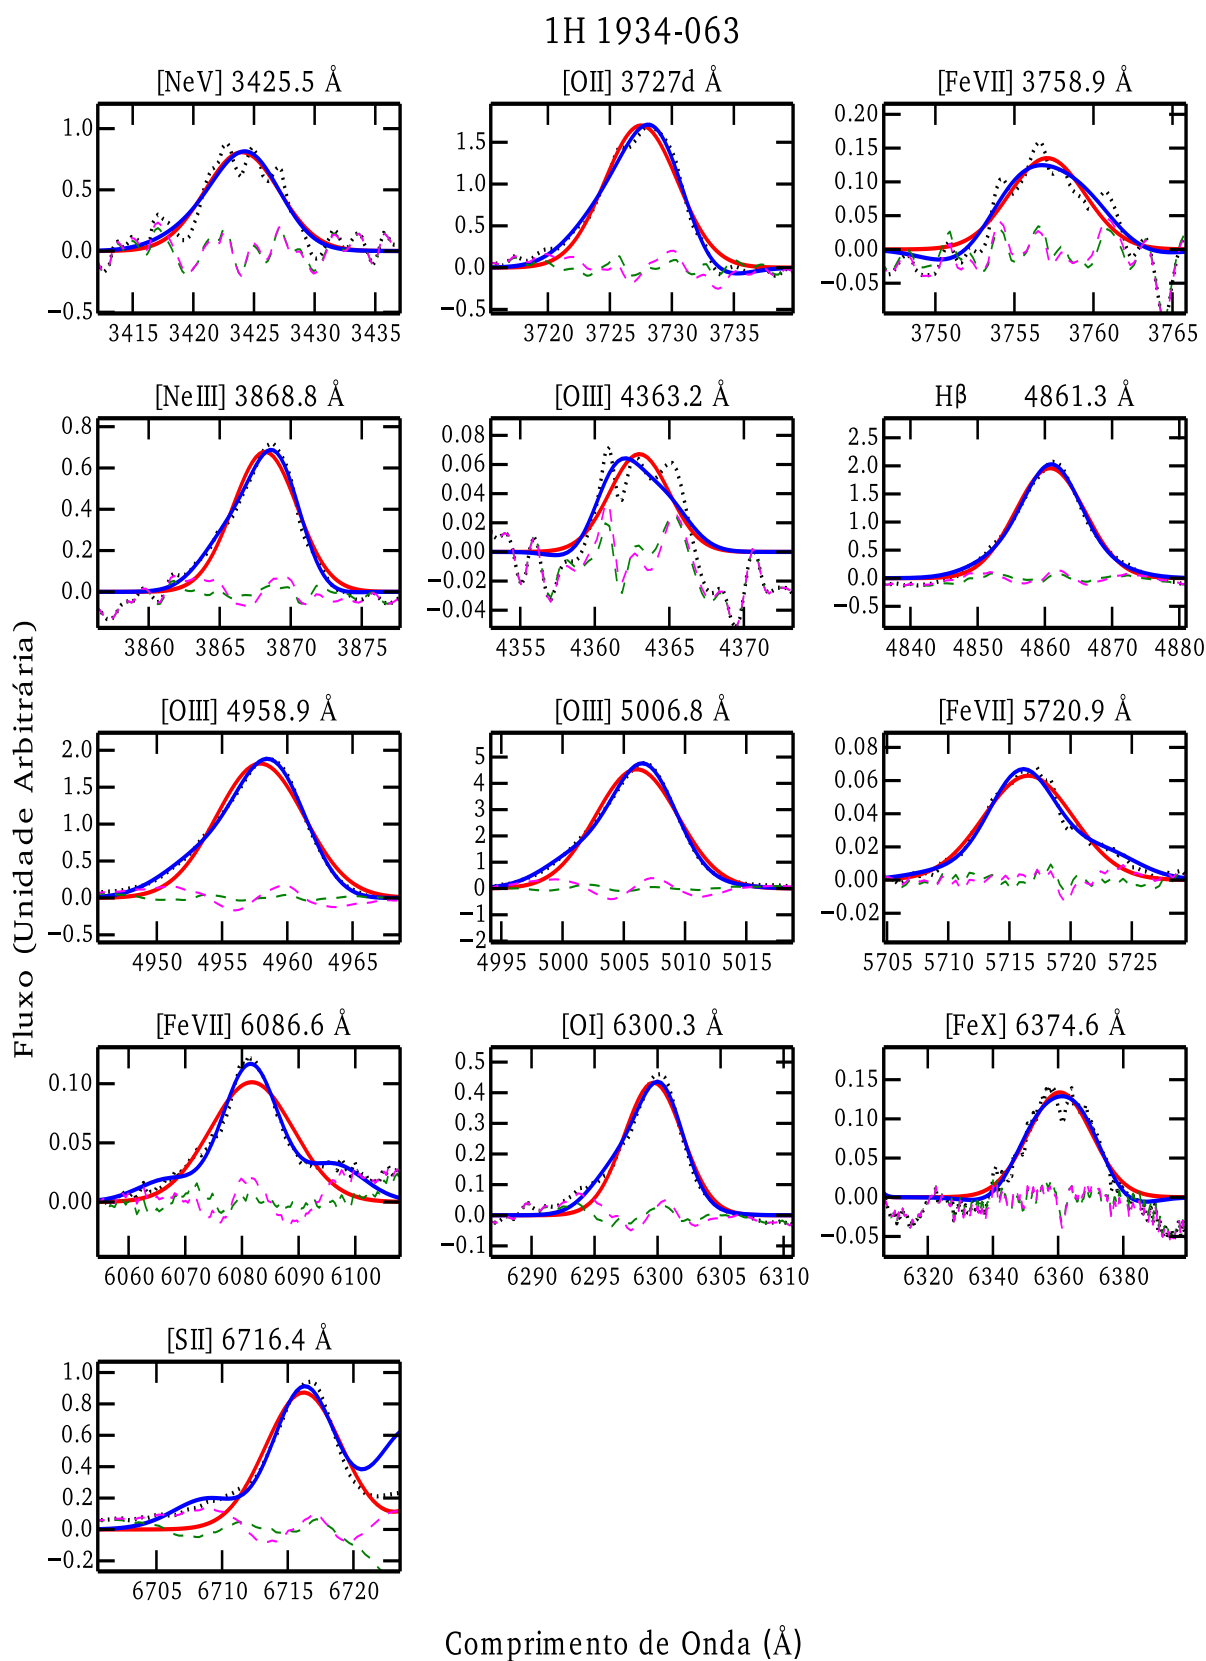 1H 1934-063
[NeV] 3425.5 Å
[OII] 3727d Å
[FeVII] 3758.9 Å
1.0
0.5
0.0
−0.5
3415 3420 3425 3430 3435
1.5
1.0
0.5
0.0
−0.5
3720 3725 3730 3735
0.20
0.15
0.10
0.05
0.00
−0.05
3750 3755 3760 3765
[NeIII] 3868.8 Å
[OIII] 4363.2 Å
Hβ 4861.3 Å
0.8
0.6
0.4
0.2
0.0
3860 3865 3870 3875
0.08
0.06
0.04
0.02
0.00
−0.02
−0.04
4355 4360 4365 4370
2.5
2.0
1.5
1.0
0.5
0.0
−0.5
4840 4850 4860 4870 4880
[OIII] 4958.9 Å
[OIII] 5006.8 Å
[FeVII] 5720.9 Å
2.0
1.5
1.0
0.5
0.0
−0.5
4950 4955 4960 4965
5
4
3
2
1
0
−1
−2
4995 5000 5005 5010 5015
0.08
0.06
0.04
0.02
0.00
−0.02
5705 5710 5715 5720 5725
[FeVII] 6086.6 Å
[OI] 6300.3 Å
[FeX] 6374.6 Å
0.10
0.05
0.00
6060 6070 6080 6090 6100
0.5
0.4
0.3
0.2
0.1
0.0
−0.1
6290 6295 6300 6305 6310
0.15
0.10
0.05
0.00
−0.05
6320 6340 6360 6380
[SII] 6716.4 Å
1.0
0.8
0.6
0.4
0.2
0.0
−0.2
6705 6710 6715 6720
Fluxo (Unidade Arbitrária)
Comprimento de Onda (Å)